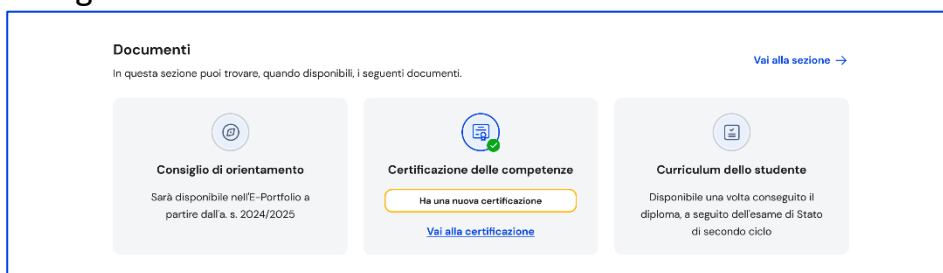 Documenti
In questa sezione puoi trovare, quando disponibili, i seguenti documenti.
Vai alla sezione →
Consiglio di orientamento
Sarà disponibile nell'E-Portfolio a
partire dall'a. s. 2024/2025
Certificazione delle competenze
Ha una nuova certificazione
Vai alla certificazione
Curriculum dello studente
Disponibile una volta conseguito il
diploma, a seguito dell'esame di Stato
di secondo ciclo